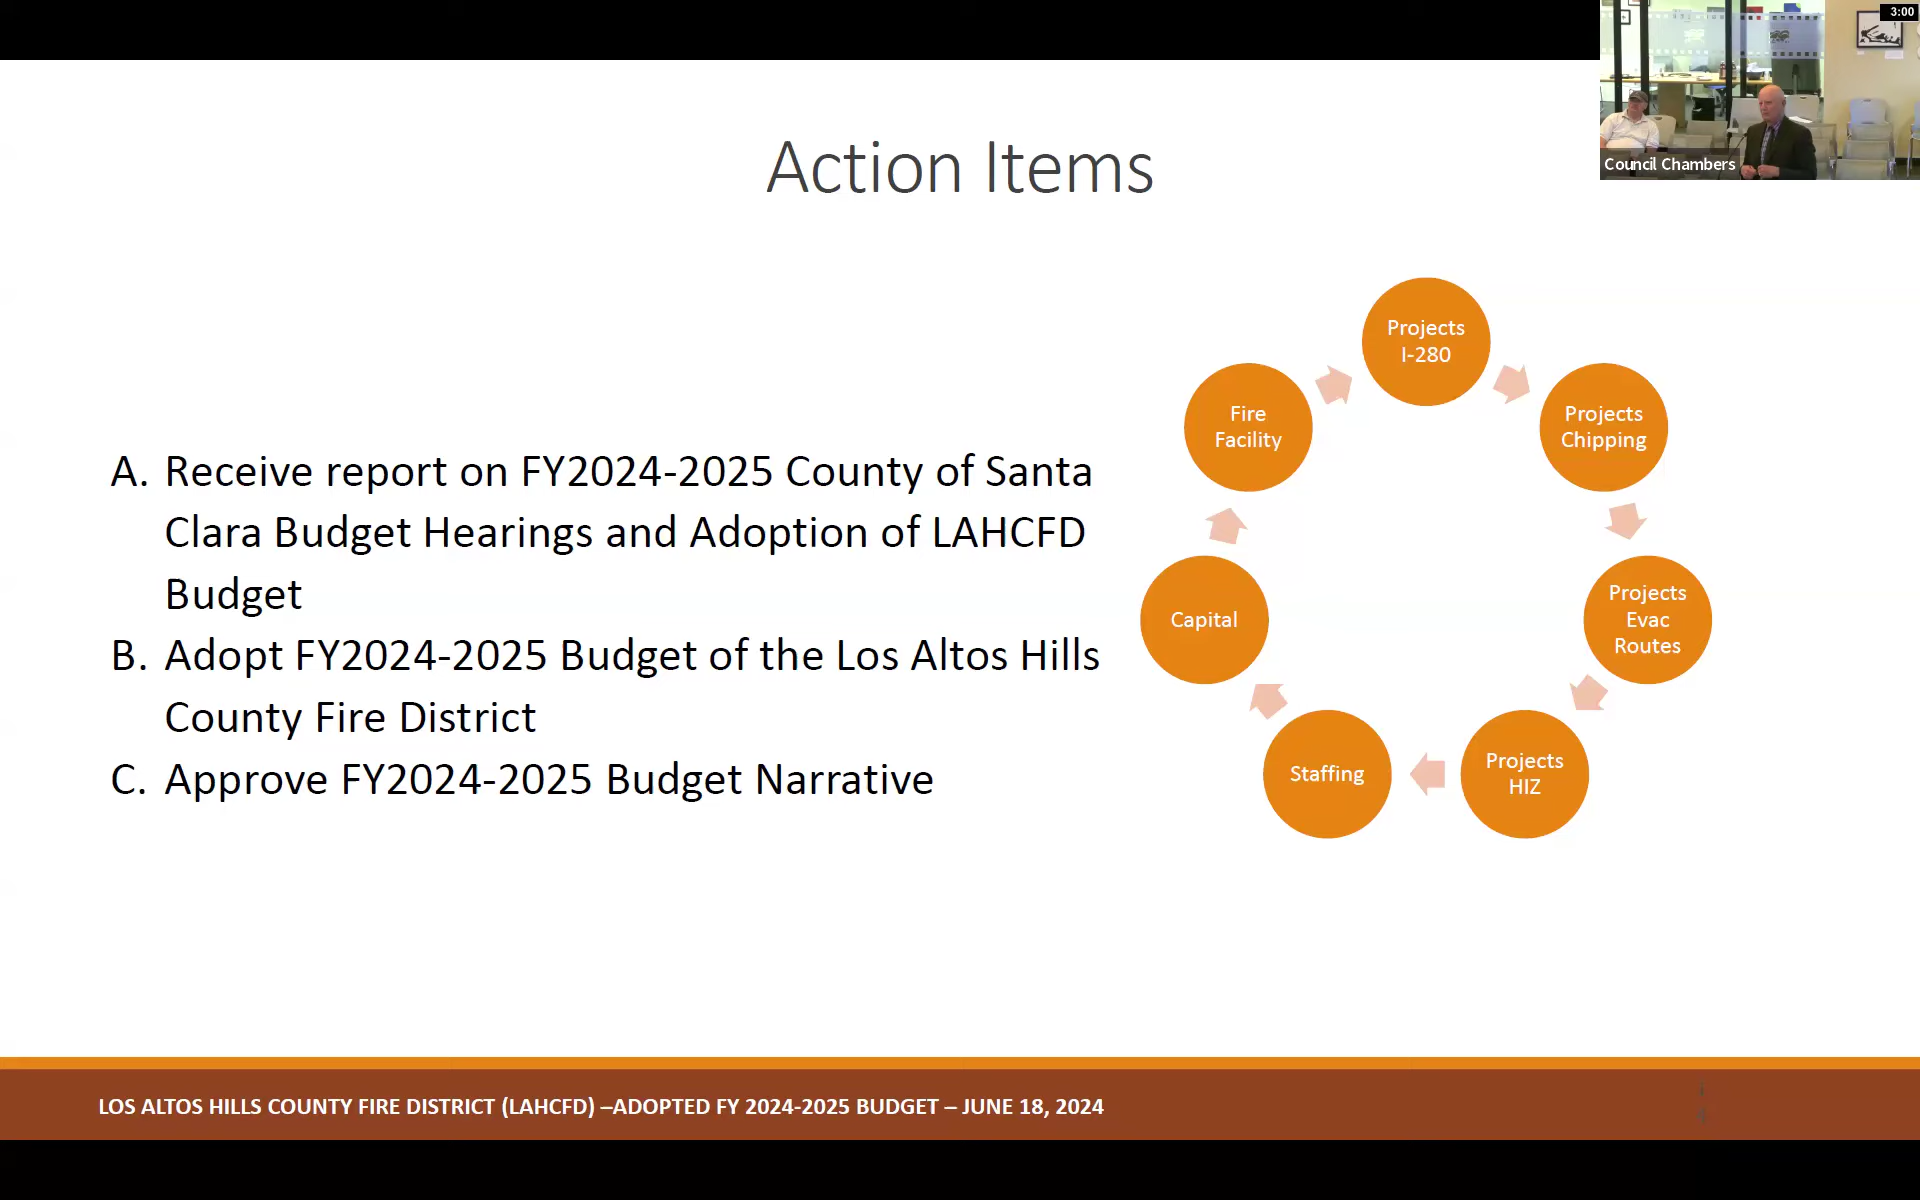 3:00
Council Chambers
Action Items
A. Receive report on FY2024-2025 County of Santa
Clara Budget Hearings and Adoption of LAHCFD
Budget
B. Adopt FY2024-2025 Budget of the Los Altos Hills
County Fire District
C. Approve FY2024-2025 Budget Narrative
Projects
I-280
Projects
Chipping
Projects
Evac
Routes
Projects
HIZ
Staffing
Capital
Fire
Facility
LOS ALTOS HILLS COUNTY FIRE DISTRICT (LAHCFD) –ADOPTED FY 2024-2025 BUDGET – JUNE 18, 2024